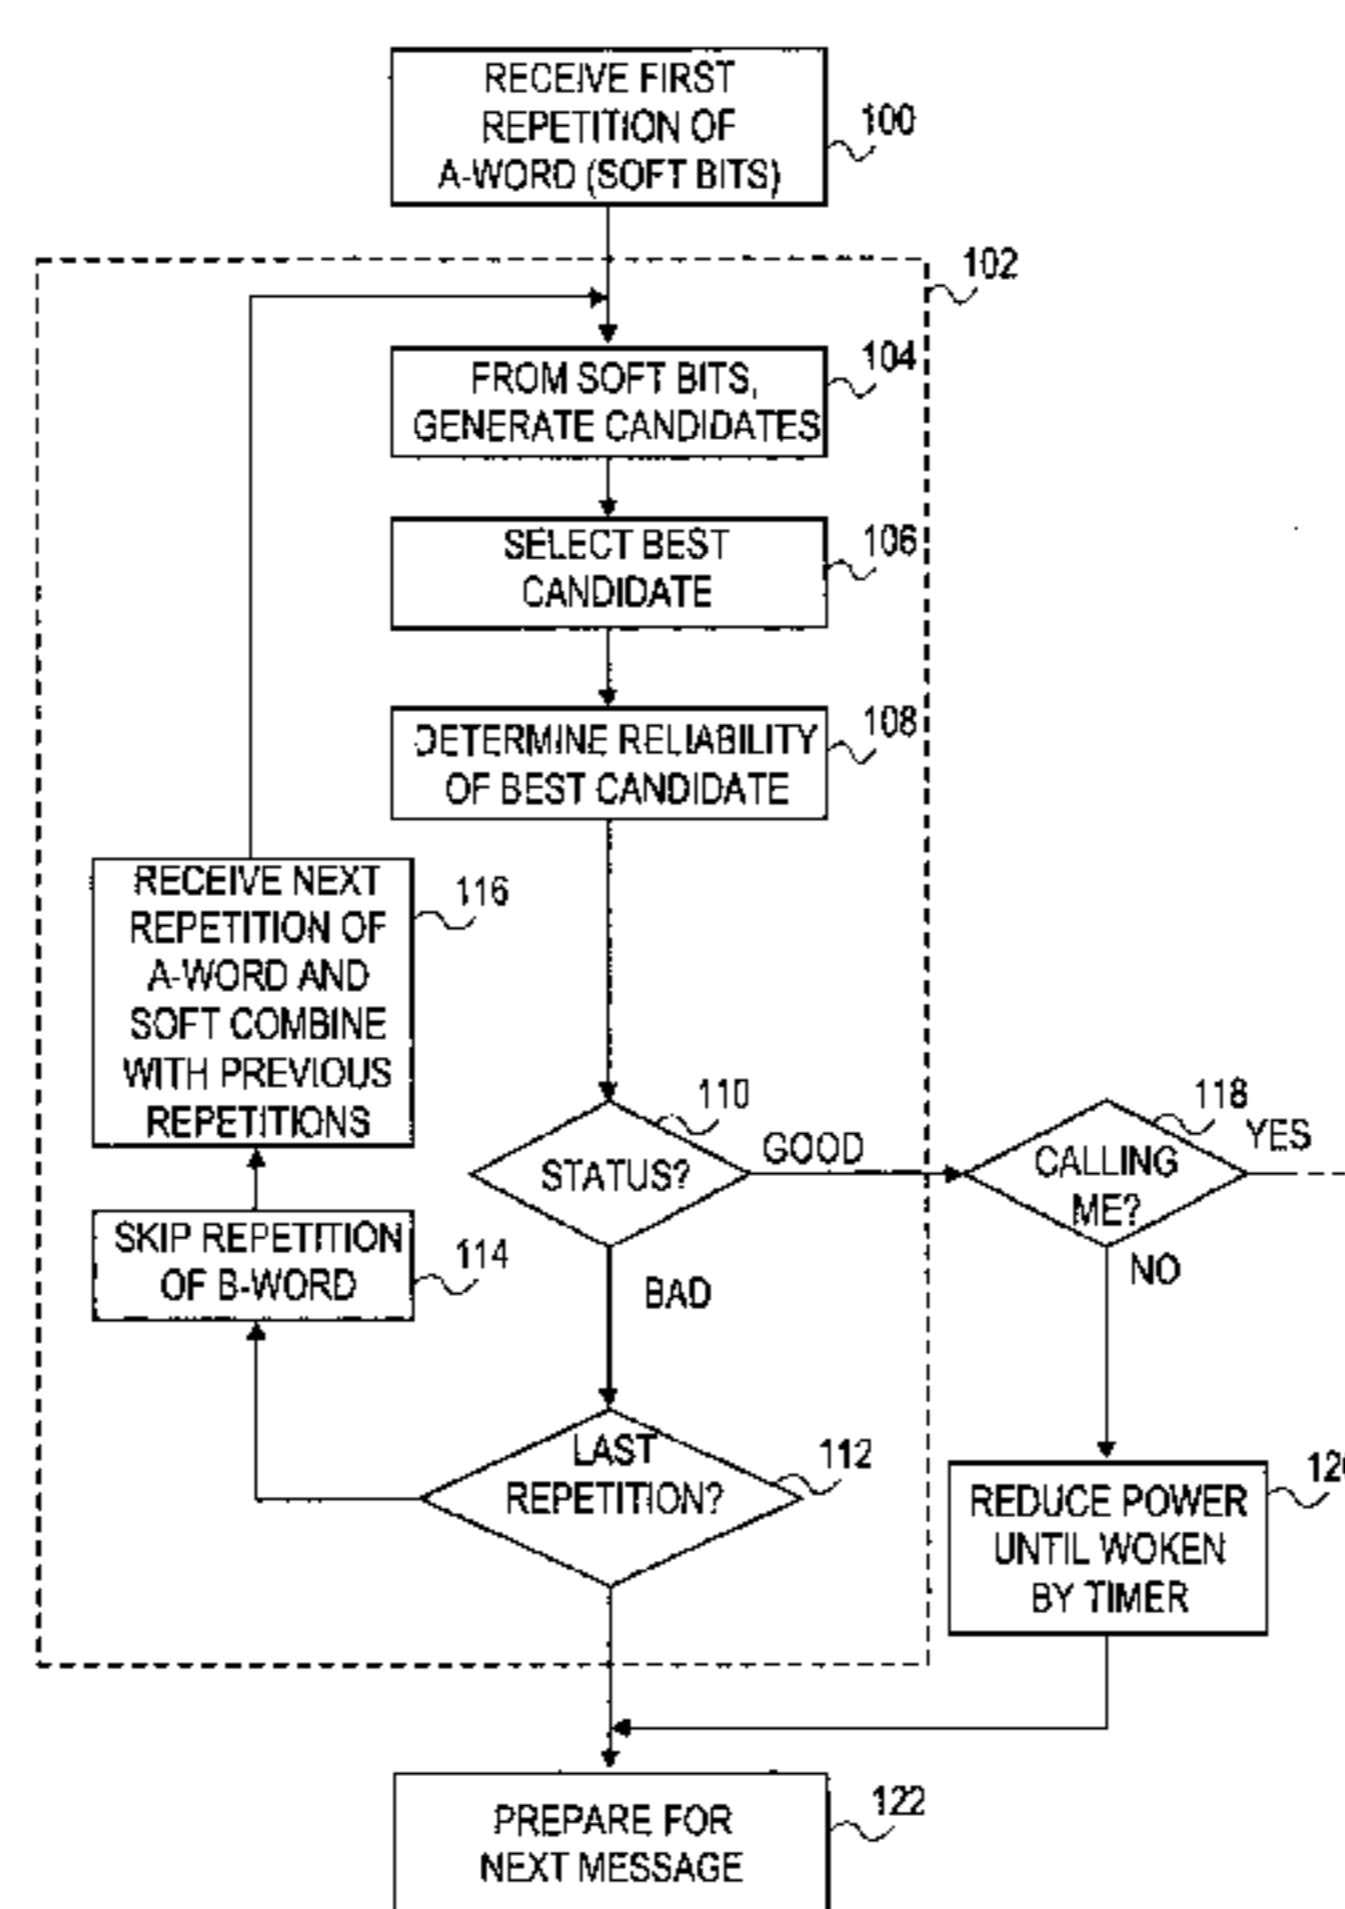 RECEIVE FIRST
REPETITION OF
A-WORD (SOFT BITS)
100
102
FROM SOFT BITS,
GENERATE CANDIDATES
104
SELECT BEST
CANDIDATE
106
DETERMINE RELIABILITY
OF BEST CANDIDATE
108
RECEIVE NEXT
REPETITION OF
A-WORD AND
SOFT COMBINE
WITH PREVIOUS
REPETITIONS
116
STATUS?
110
GOOD
CALLING
ME?
118
YES
SKIP REPETITION
OF B-WORD
114
BAD
NO
LAST
REPETITION?
112
REDUCE POWER
UNTIL WOKEN
BY TIMER
PREPARE FOR
NEXT MESSAGE
122